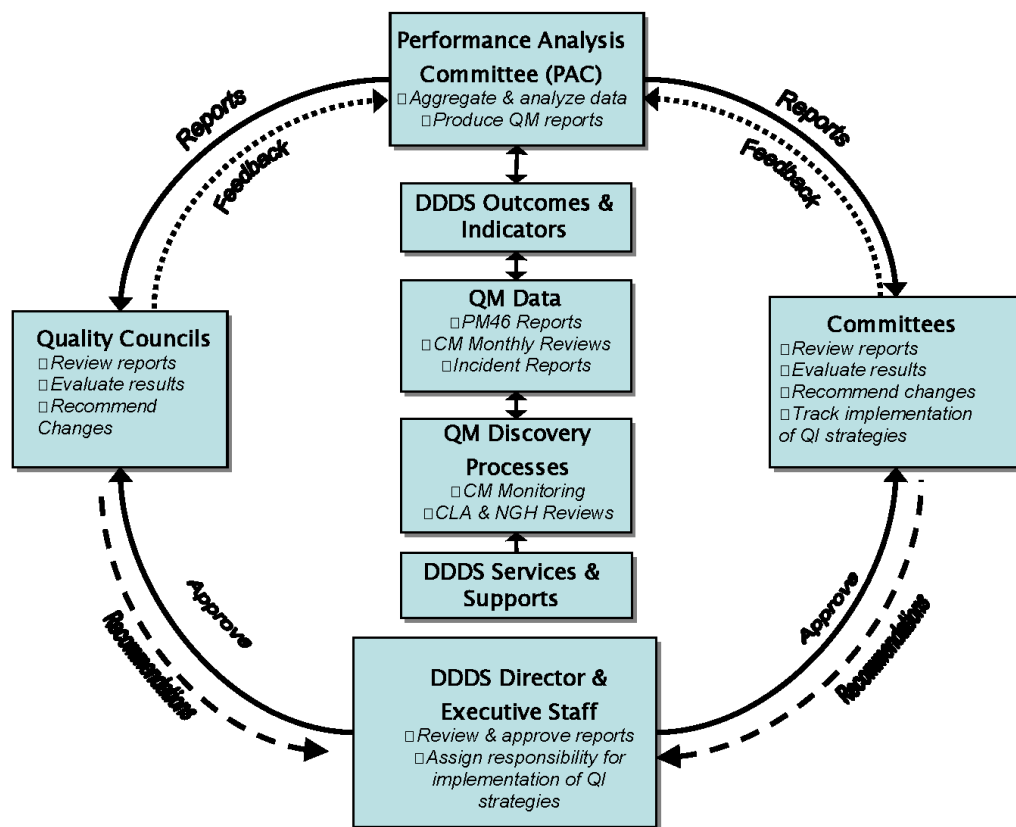 Performance Analysis
Committee (PAC)
□Aggregate & analyze data
□Produce QM reports
Reports
Feedback
Reports
Feedback
DDDS Outcomes &
Indicators
QM Data
□PM46 Reports
□CM Monthly Reviews
□Incident Reports
Quality Councils
□Review reports
□Evaluate results
□Recommend
Changes
Committees
□Review reports
□Evaluate results
□Recommend changes
□Track implementation
of QI strategies
QM Discovery
Processes
□CM Monitoring
□CLA & NGH Reviews
DDDS Services &
Supports
Approve
Recommendations
Approve
Recommendations
DDDS Director &
Executive Staff
□Review & approve reports
□Assign responsibility for
implementation of QI
strategies